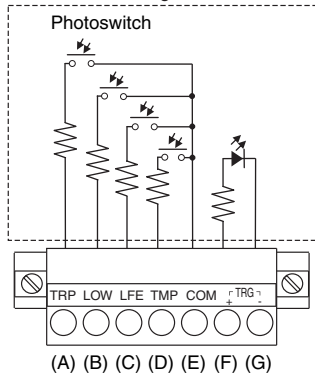 Photoswitch
TRP LOW LFE TMP COM TRG
+ -
(A) (B) (C) (D) (E) (F) (G)